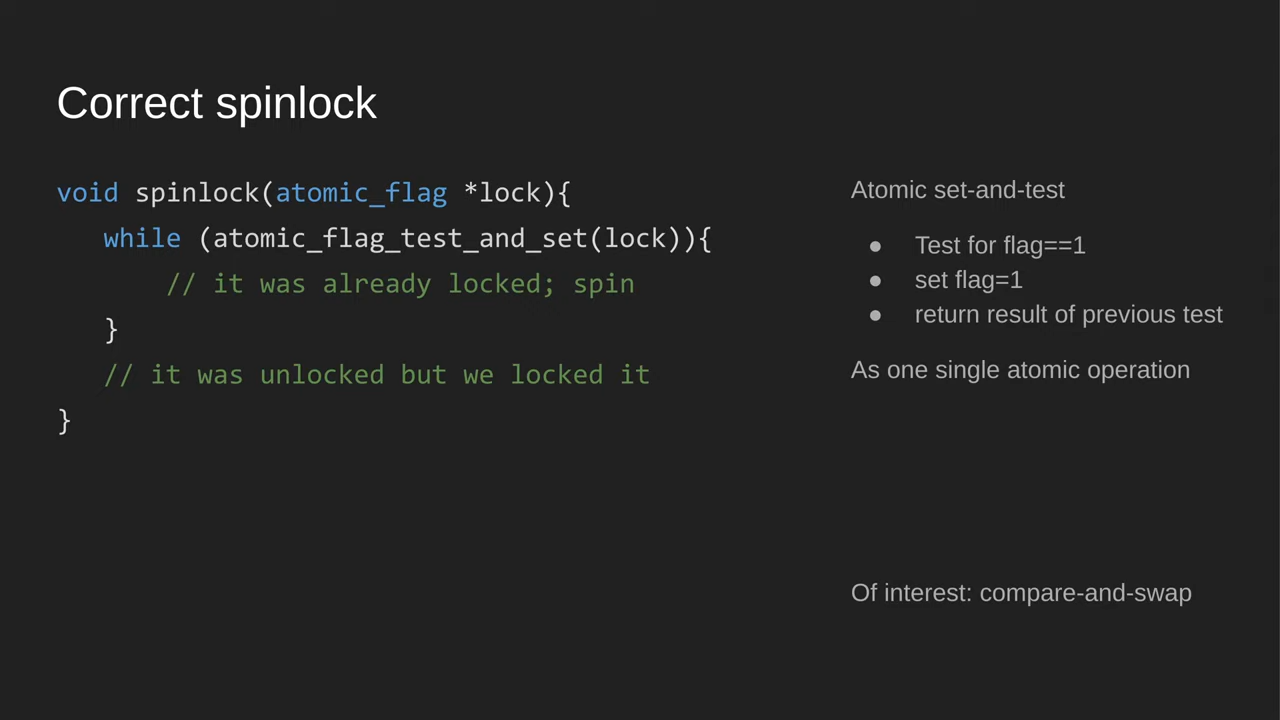 Correct spinlock
void spinlock(atomic_flag *lock){
while (atomic_flag_test_and_set(lock)){
// it was already locked; spin
}
// it was unlocked but we locked it
}
Atomic set-and-test
● Test for flag==1
● set flag=1
● return result of previous test
As one single atomic operation
Of interest: compare-and-swap